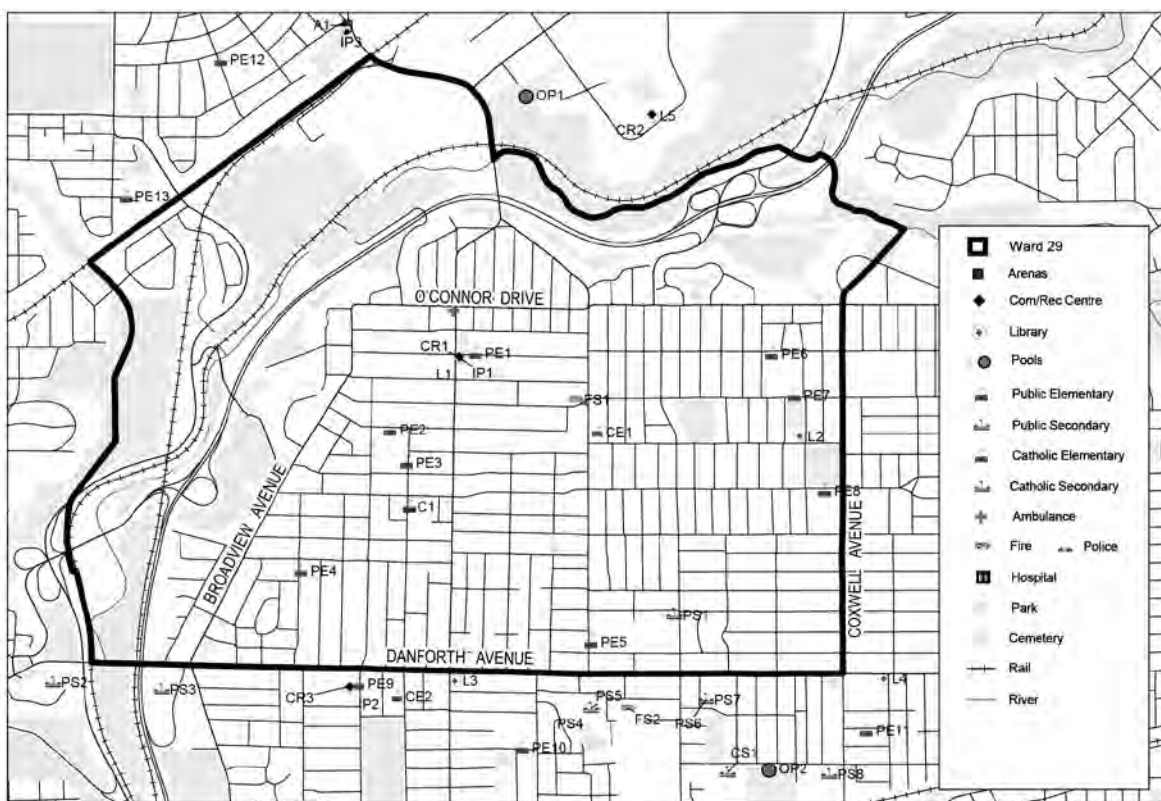 A1
IP3
PE12
OP1
L5
CR2
PE13
O'CONNOR DRIVE
CR1
PE1
L1
IP1
PE6
FS1
PE7
PE2
CE1
L2
PE3
PE8
C1
BROADVIEW AVENUE
COXWELL AVENUE
PE4
PS1
PE5
DANFORTH AVENUE
PS2
PS3
CR3
PE9
P2
CE2
L3
L4
PS5
PS4
FS2
PS7
PS6
PE11
PE10
CS1
OP2
PS8
Ward 29
Arenas
Com/Rec Centre
Library
Pools
Public Elementary
Public Secondary
Catholic Elementary
Catholic Secondary
Ambulance
Fire Police
Hospital
Park
Cemetery
Rail
River